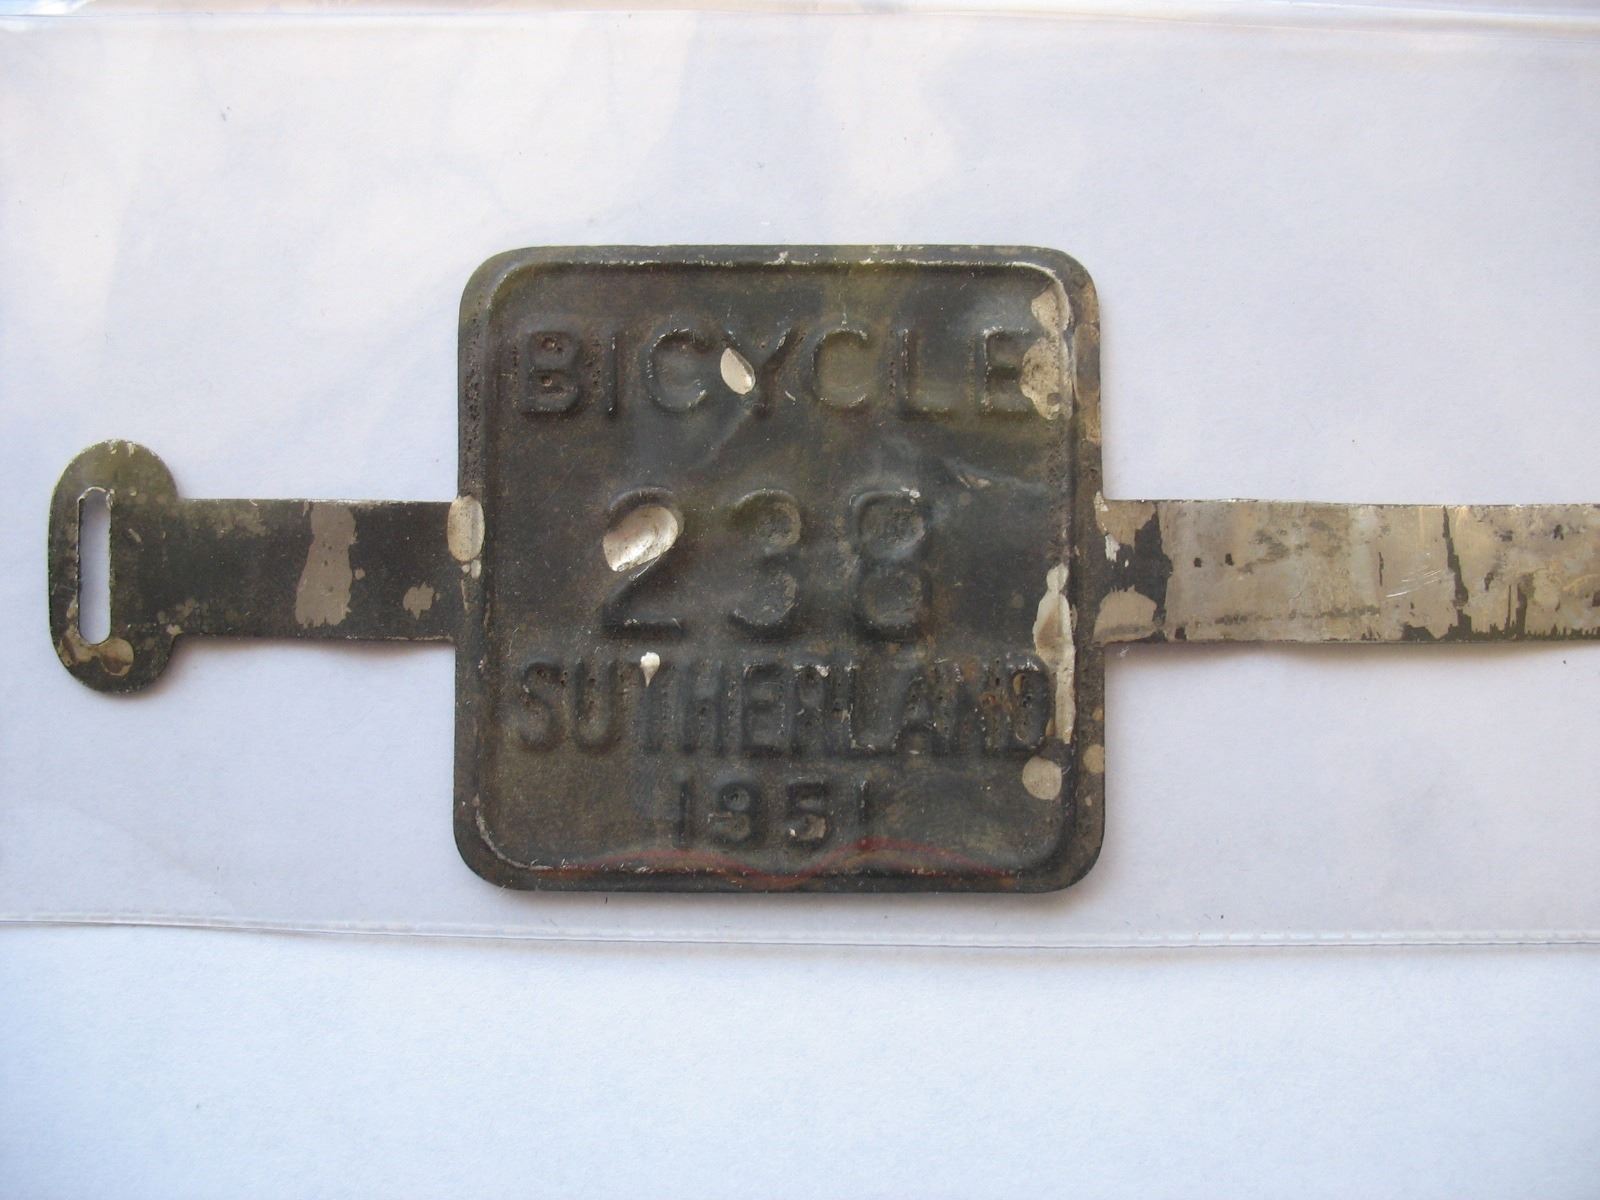 BICYCLE
238
SUTHERLAND
1951